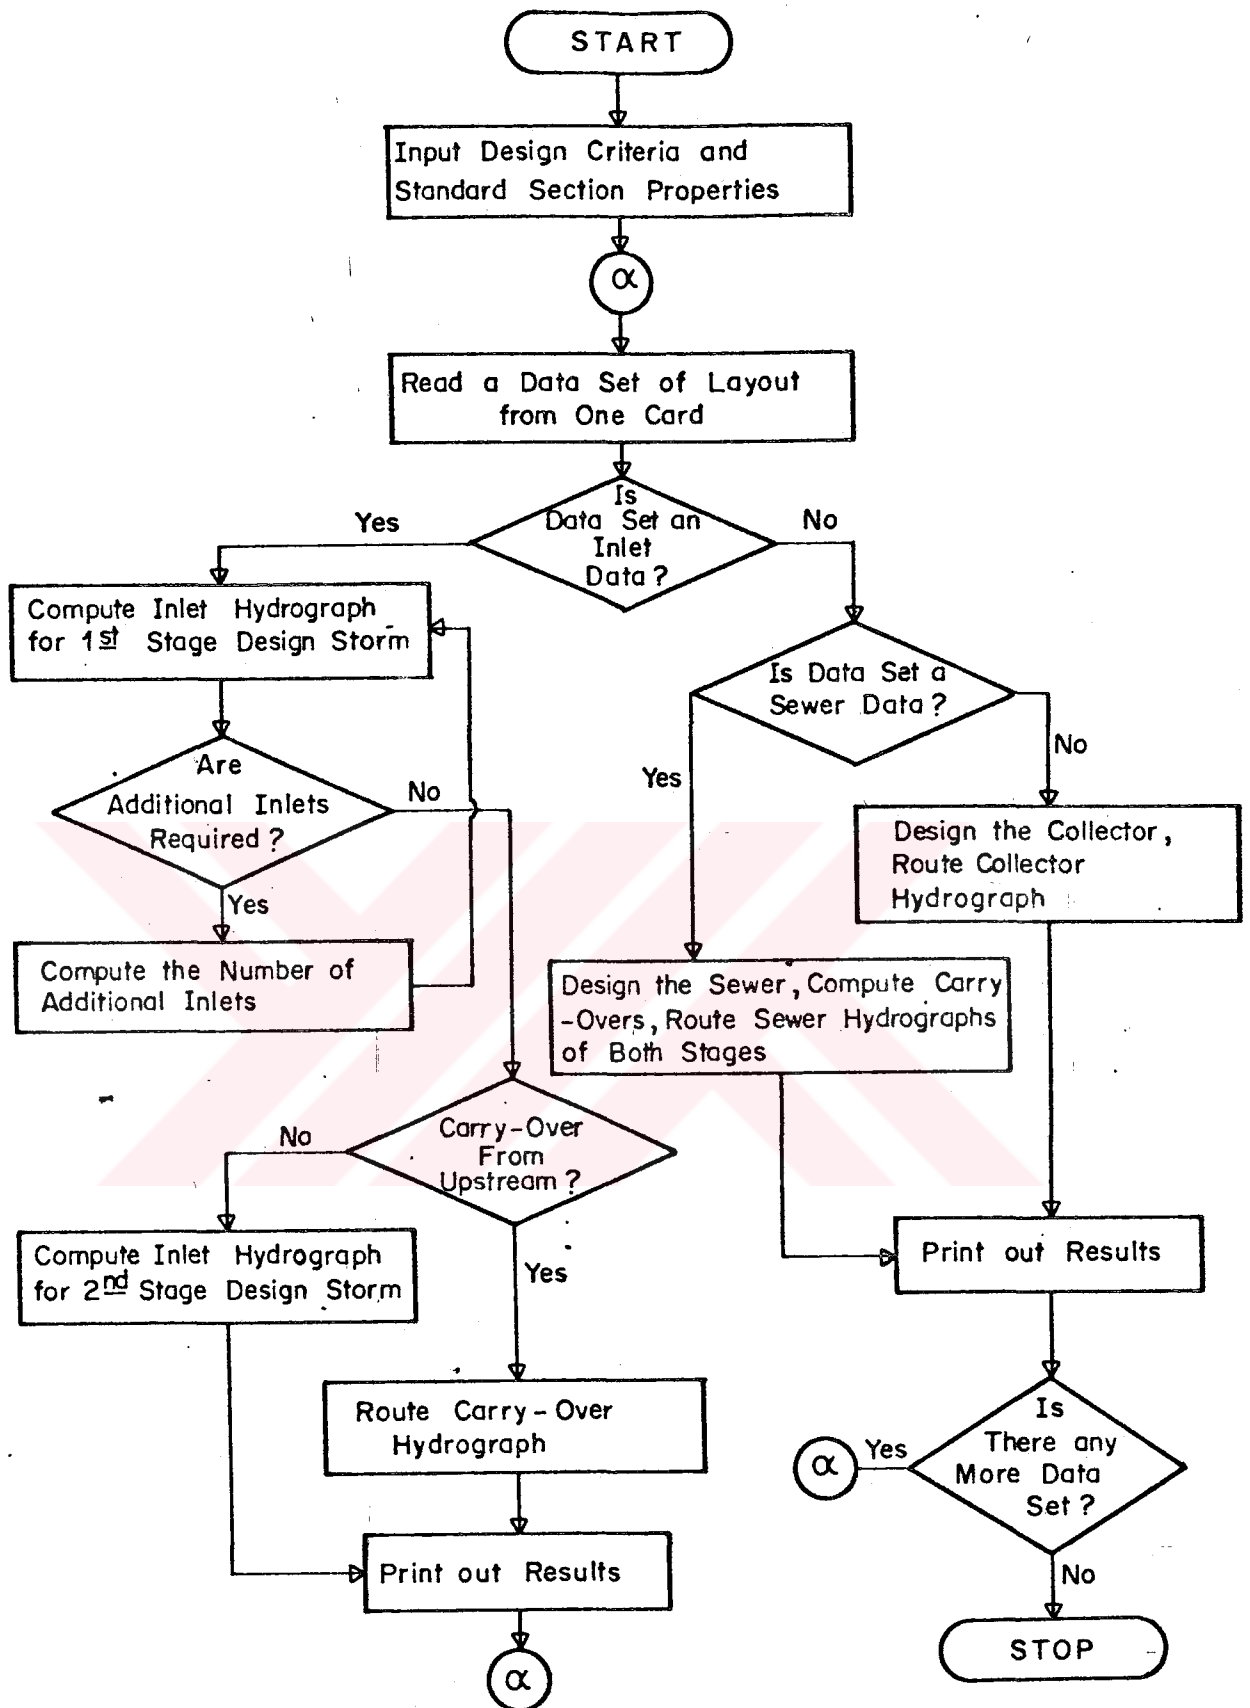 START
Input Design Criteria and
Standard Section Properties
α
Read a Data Set of Layout
from One Card
Is
Data Set an
Inlet
Data?
Yes
No
Compute Inlet Hydrograph
for 1st Stage Design Storm
Is Data Set a
Sewer Data?
Yes
No
Are
Additional Inlets
Required?
No
Yes
Design the Collector,
Route Collector
Hydrograph
Compute the Number of
Additional Inlets
Design the Sewer, Compute Carry
-Overs, Route Sewer Hydrographs
of Both Stages
Carry-Over
From
Upstream?
No
Yes
Compute Inlet Hydrograph
for 2nd Stage Design Storm
Print out Results
Route Carry-Over
Hydrograph
Is
There any
More Data
Set?
Yes
α
No
Print out Results
STOP
α